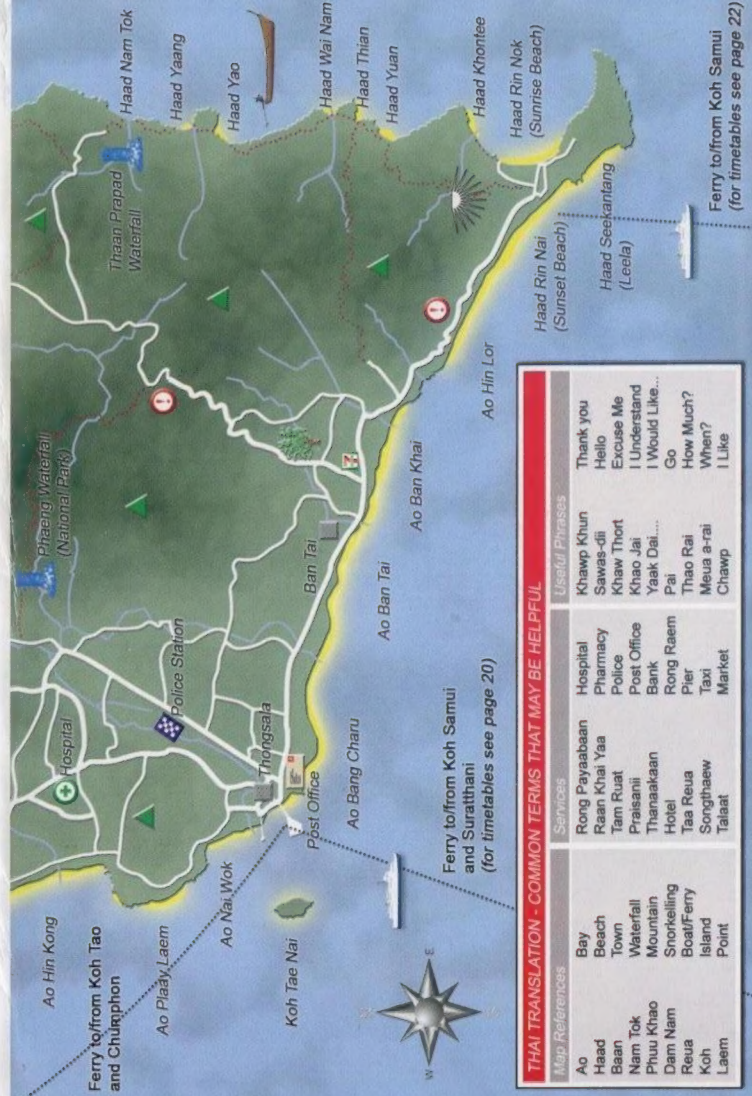 Ao Hin Kong
Ferry to/from Koh Tao
and Chumphon
Ao Plaay Laem
Ao Nai Wok
Koh Tae Nai
Hospital
Police Station
Thongsala
Post Office
Ao Bang Charu
Phaeng Waterfall
(National Park)
Ban Tai
Ao Ban Tai
Ao Ban Khai
Ao Hin Lor
Thaan Prapad
Waterfall
Haad Nam Tok
Haad Yaang
Haad Yao
Haad Wai Nam
Haad Thian
Haad Yuan
Haad Khontee
Haad Rin Nok
(Sunrise Beach)
Haad Rin Nai
(Sunset Beach)
Haad Seekantang
(Leela)
Ferry to/from Koh Samui
(for timetables see page 22)
Ferry to/from Koh Samui
and Suratthani
(for timetables see page 20)
W
E
7
THAI TRANSLATION - COMMON TERMS THAT MAY BE HELPFUL
Map References Services Useful Phrases
Ao Bay Rong Payaabaan Hospital Khawp Khun Thank you
Haad Beach Raan Khai Yaa Pharmacy Sawas-dii Hello
Baan Town Tam Ruat Police Khaw Thort Excuse Me
Nam Tok Waterfall Praisanii Post Office Khao Jai I Understand
Phuu Khao Mountain Thanaakaan Bank Yaak Dai.... I Would Like...
Dam Nam Snorkelling Hotel Rong Raem Pai Go
Reua Boat/Ferry Taa Reua Pier Thao Rai How Much?
Koh Island Songthaew Taxi Meua a-rai When?
Laem Point Talaat Market Chawp I Like